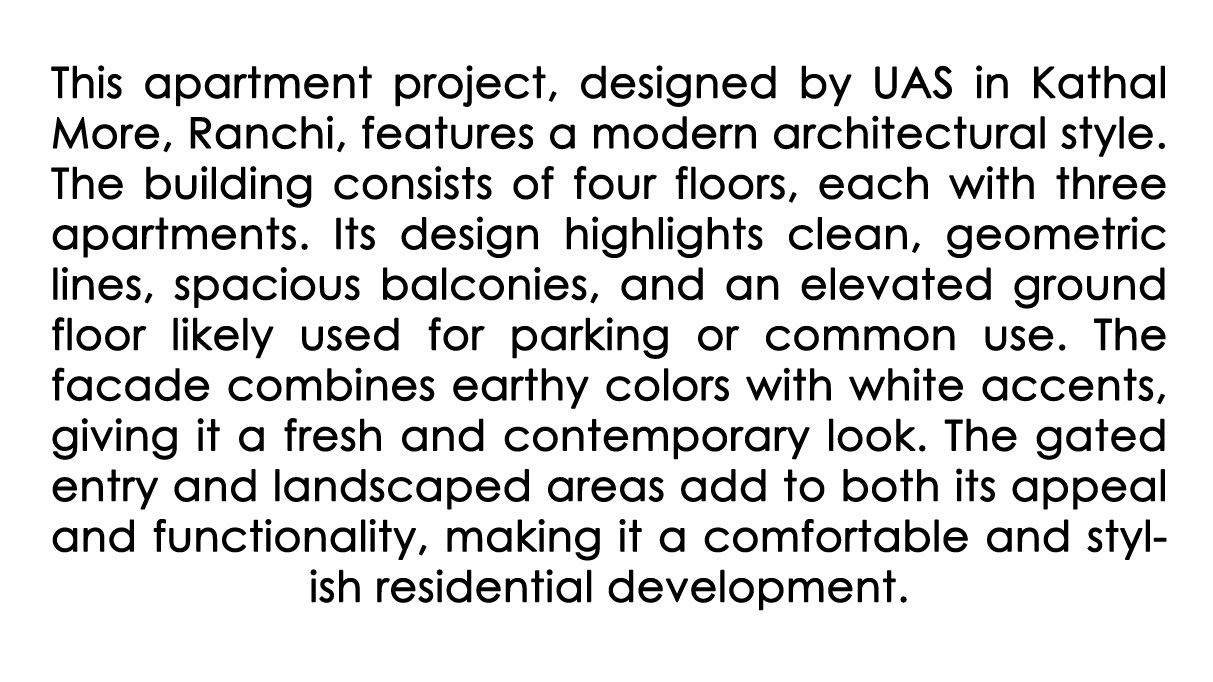 This apartment project, designed by UAS in Kathal
More, Ranchi, features a modern architectural style.
The building consists of four floors, each with three
apartments. Its design highlights clean, geometric
lines, spacious balconies, and an elevated ground
floor likely used for parking or common use. The
facade combines earthy colors with white accents,
giving it a fresh and contemporary look. The gated
entry and landscaped areas add to both its appeal
and functionality, making it a comfortable and styl-
ish residential development.